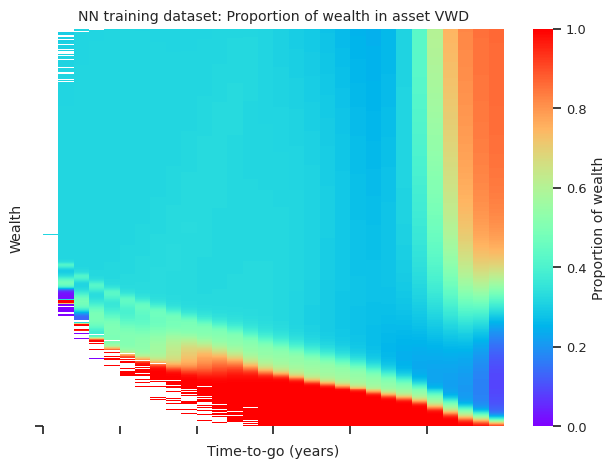 NN training dataset: Proportion of wealth in asset VWD
Wealth
Time-to-go (years)
1.0
0.8
0.6
0.4
0.2
0.0
Proportion of wealth